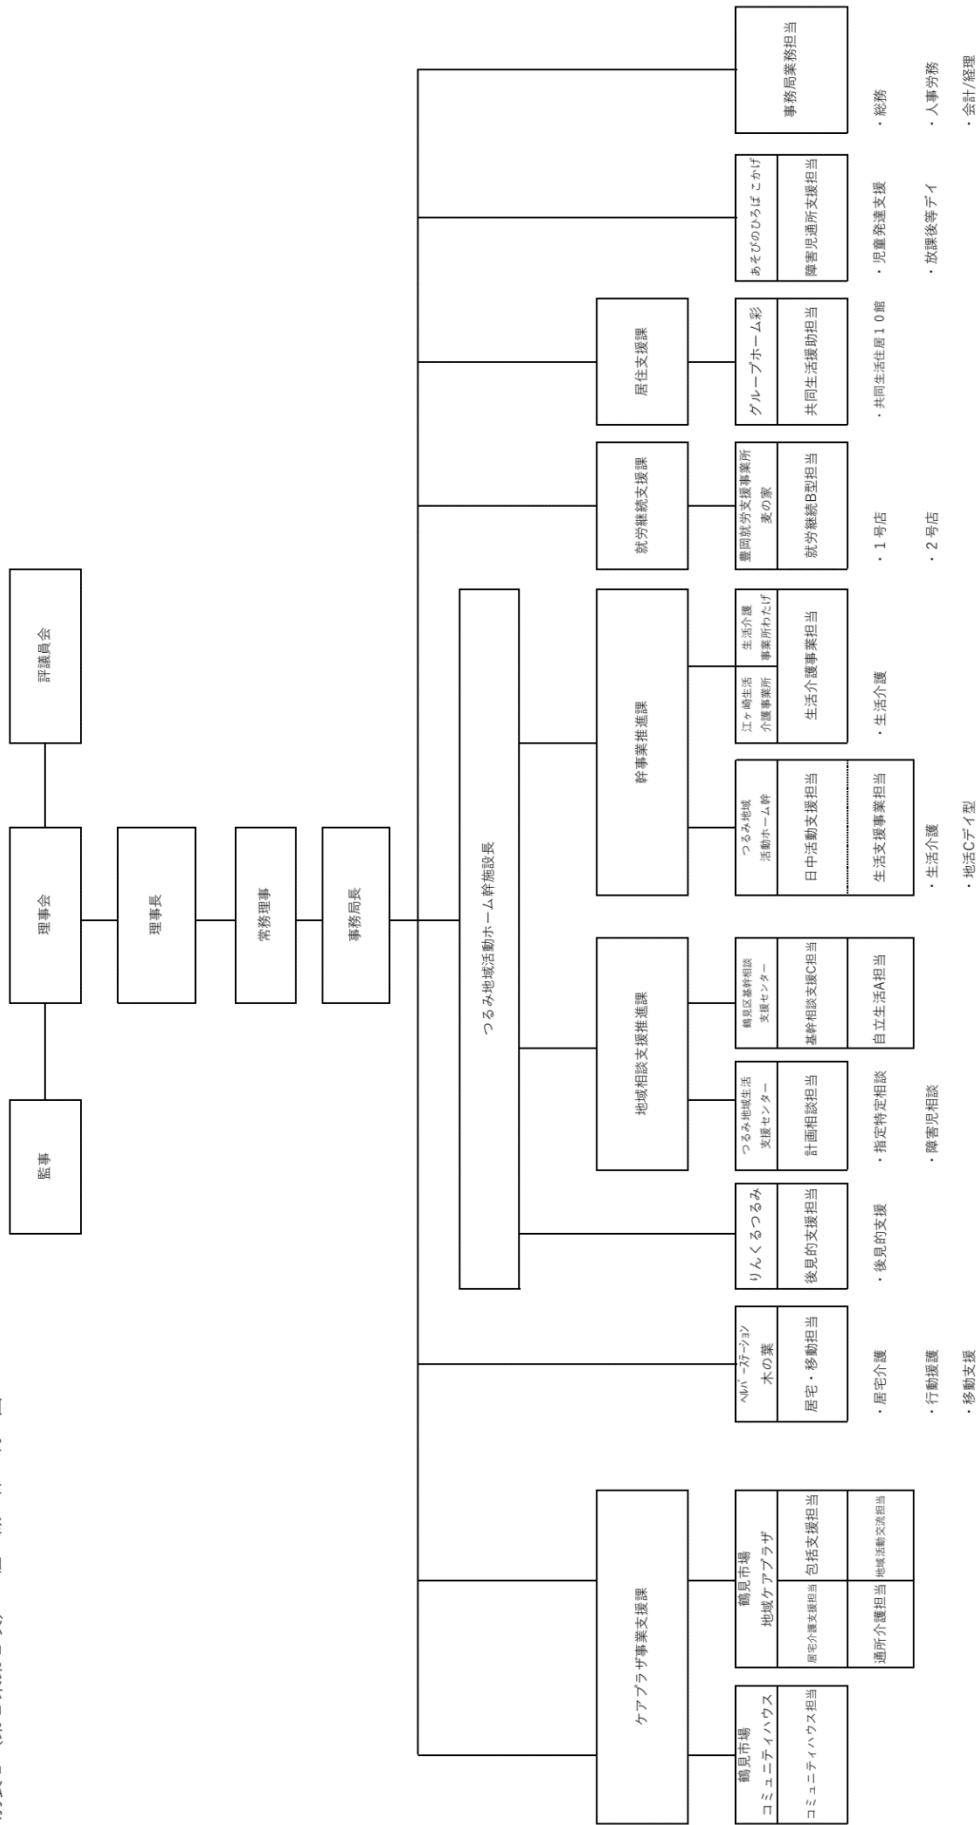 監事
理事会
評議員会
理事長
常務理事
事務局長
つるみ地域活動ホーム幹施設長
ケアプラザ事業支援課
地域相談支援推進課
幹事業推進課
就労継続支援課
居住支援課
鶴見市場
コミュニティハウス
コミュニティハウス担当
鶴見市場
地域ケアプラザ
居宅介護支援担当
包括支援担当
通所介護担当
地域活動交流担当
ヘルパーステーション
木の葉
居宅・移動担当
・居宅介護
・行動援護
・移動支援
りんくるつるみ
後見的支援担当
・後見的支援
つるみ地域生活
支援センター
計画相談担当
・指定特定相談
・障害児相談
鶴見区基幹相談
支援センター
基幹相談支援C担当
自立生活A担当
つるみ地域
活動ホーム幹
日中活動支援担当
生活支援事業担当
・生活介護
・地活Cデイ型
江ヶ崎生活
介護事業所
生活介護
事業所わたげ
生活介護事業担当
・生活介護
豊岡就労支援事業所
麦の家
就労継続B型担当
・1号店
・2号店
グループホーム彩
共同生活援助担当
・共同生活住居10館
あそびのひろば こかげ
障害児通所支援担当
・児童発達支援
・放課後等デイ
事務局業務担当
・総務
・人事労務
・会計/経理